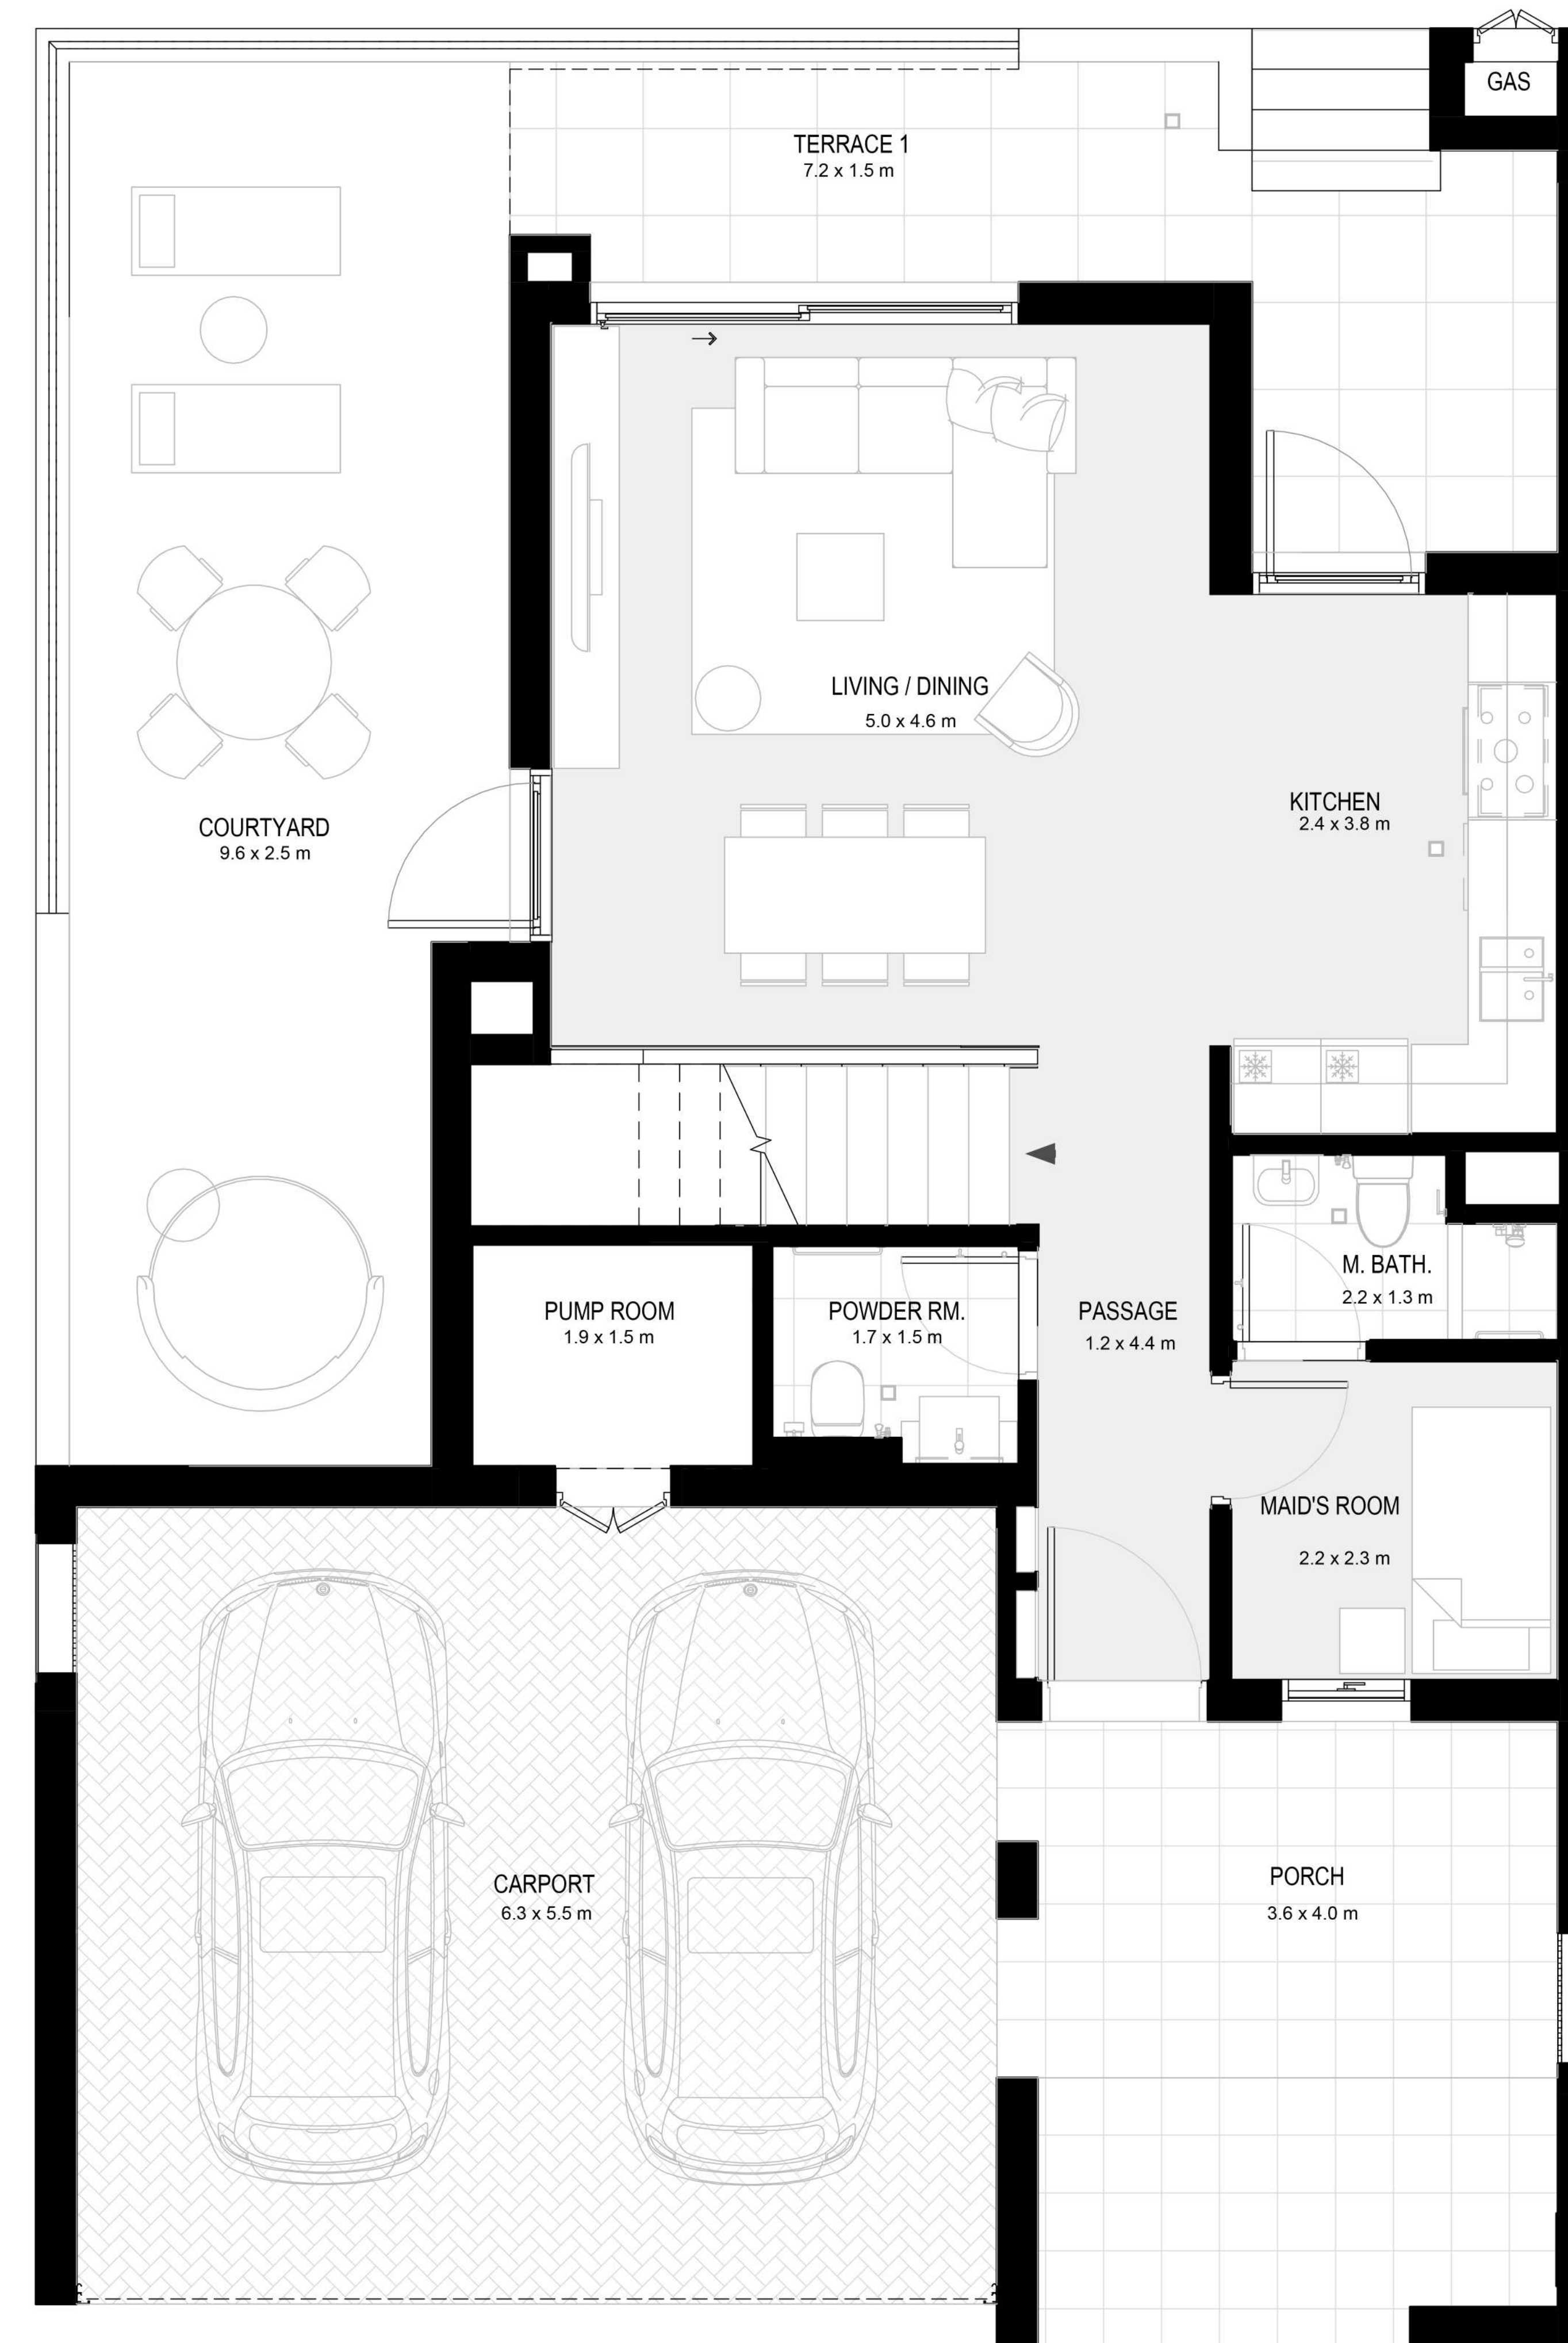 GAS
TERRACE 1
7.2 x 1.5 m
LIVING / DINING
5.0 x 4.6 m
KITCHEN
2.4 x 3.8 m
COURTYARD
9.6 x 2.5 m
M. BATH.
2.2 x 1.3 m
PUMP ROOM
1.9 x 1.5 m
POWDER RM.
1.7 x 1.5 m
PASSAGE
1.2 x 4.4 m
MAID'S ROOM
2.2 x 2.3 m
CARPORT
6.3 x 5.5 m
PORCH
3.6 x 4.0 m